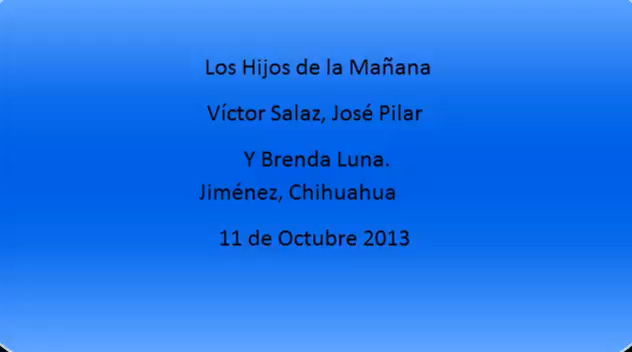 Los Hijos de la Mañana
Víctor Salaz, José Pilar
Y Brenda Luna.
Jiménez, Chihuahua
11 de Octubre 2013